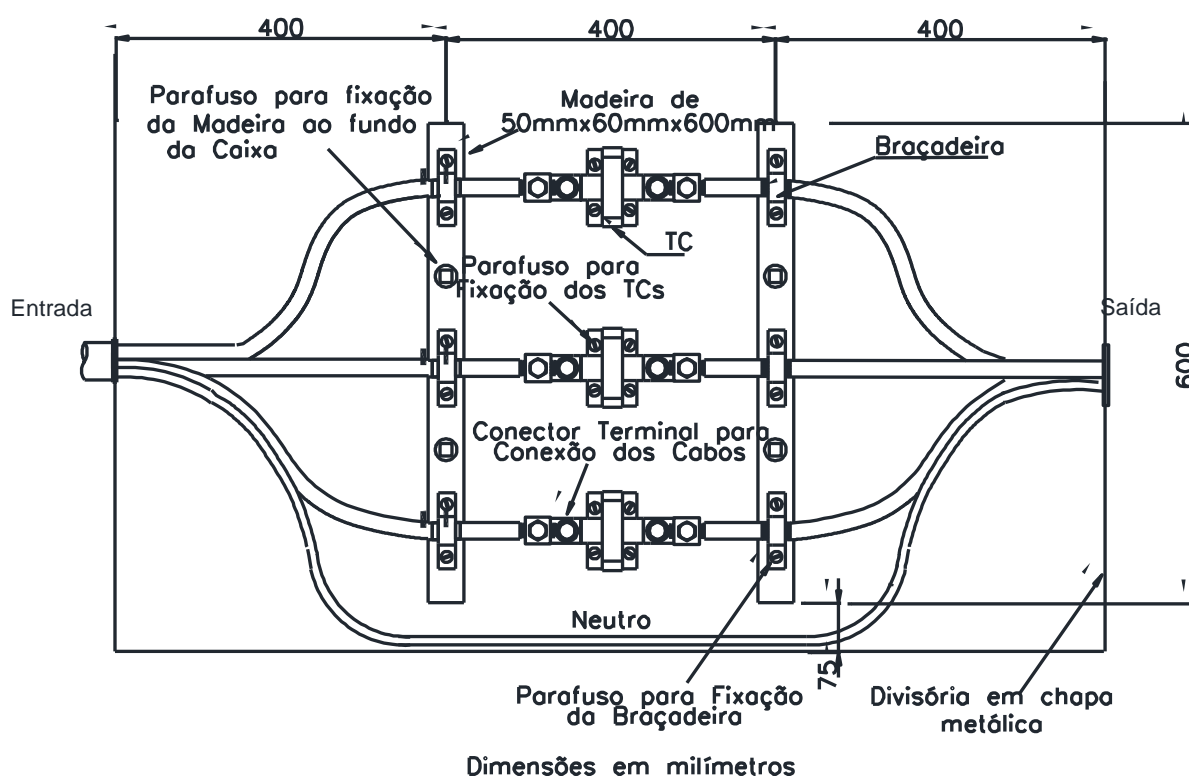 400
400
400
Parafuso para fixação
da Madeira ao fundo
da Caixa
Madeira de
50mmx60mmx600mm
Braçadeira
TC
Parafuso para
Fixação dos TCs
Entrada
Saída
600
Conector Terminal para
Conexão dos Cabos
Neutro
75
Parafuso para Fixação
da Braçadeira
Divisória em chapa
metálica
Dimensões em milímetros